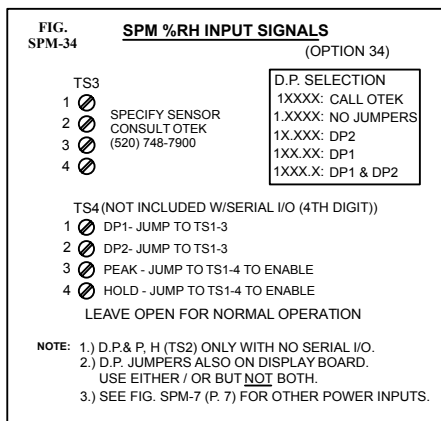 FIG.
SPM-34
SPM %RH INPUT SIGNALS
(OPTION 34)
TS3
1
2
3
4
SPECIFY SENSOR
CONSULT OTEK
(520) 748-7900
D.P. SELECTION
1XXXX: CALL OTEK
1.XXXX: NO JUMPERS
1X.XXX: DP2
1XX.XX: DP1
1XXX.X: DP1 & DP2
TS4 (NOT INCLUDED W/SERIAL I/O (4TH DIGIT))
1 DP1- JUMP TO TS1-3
2 DP2- JUMP TO TS1-3
3 PEAK - JUMP TO TS1-4 TO ENABLE
4 HOLD - JUMP TO TS1-4 TO ENABLE
LEAVE OPEN FOR NORMAL OPERATION
NOTE: 1.) D.P.& P, H (TS2) ONLY WITH NO SERIAL I/O.
2.) D.P. JUMPERS ALSO ON DISPLAY BOARD.
USE EITHER / OR BUT NOT BOTH.
3.) SEE FIG. SPM-7 (P. 7) FOR OTHER POWER INPUTS.